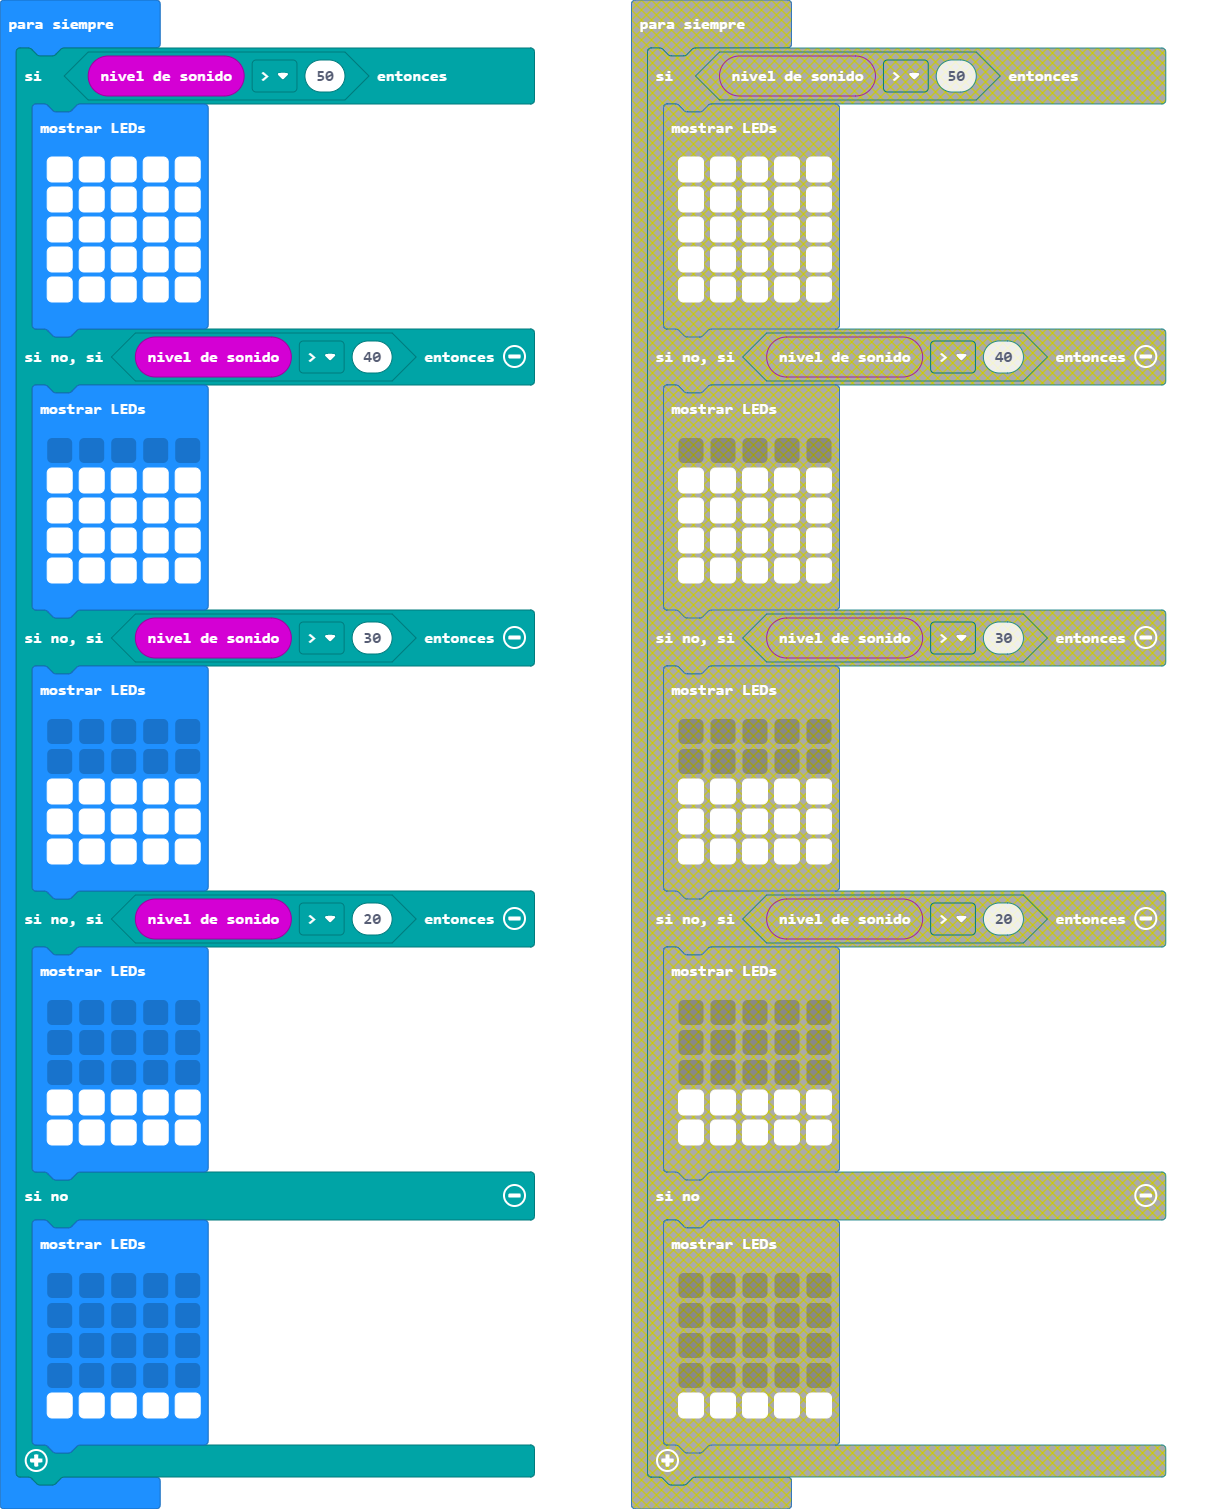 para siempre
si nivel de sonido > 50 entonces
mostrar LEDs
si no, si nivel de sonido > 40 entonces
mostrar LEDs
si no, si nivel de sonido > 30 entonces
mostrar LEDs
si no, si nivel de sonido > 20 entonces
mostrar LEDs
si no
mostrar LEDs
para siempre
si nivel de sonido > 50 entonces
mostrar LEDs
si no, si nivel de sonido > 40 entonces
mostrar LEDs
si no, si nivel de sonido > 30 entonces
mostrar LEDs
si no, si nivel de sonido > 20 entonces
mostrar LEDs
si no
mostrar LEDs